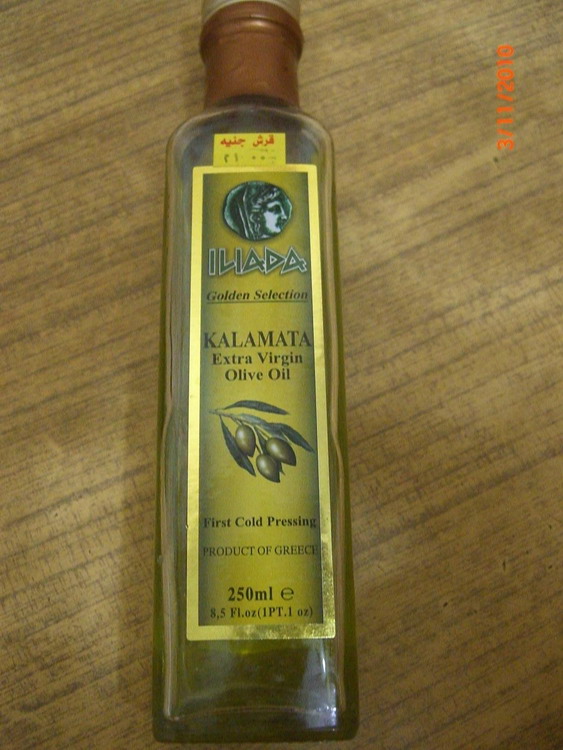 قرش جنيه
٢١ ٠٠
ILIADA
Golden Selection
KALAMATA
Extra Virgin
Olive Oil
First Cold Pressing
PRODUCT OF GREECE
250ml ℮
8,5 Fl.oz(1PT.1 oz)
3/11/2010